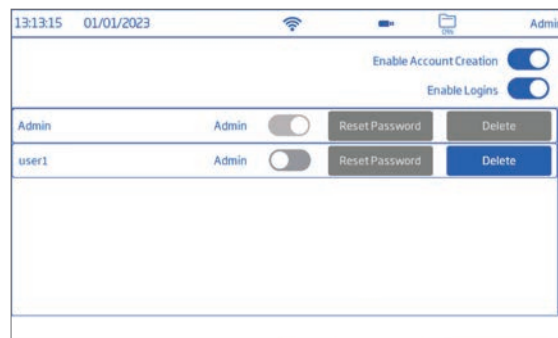 13:13:15 01/01/2023 Admin
Enable Account Creation
Enable Logins
Admin Admin Reset Password Delete
user1 Admin Reset Password Delete